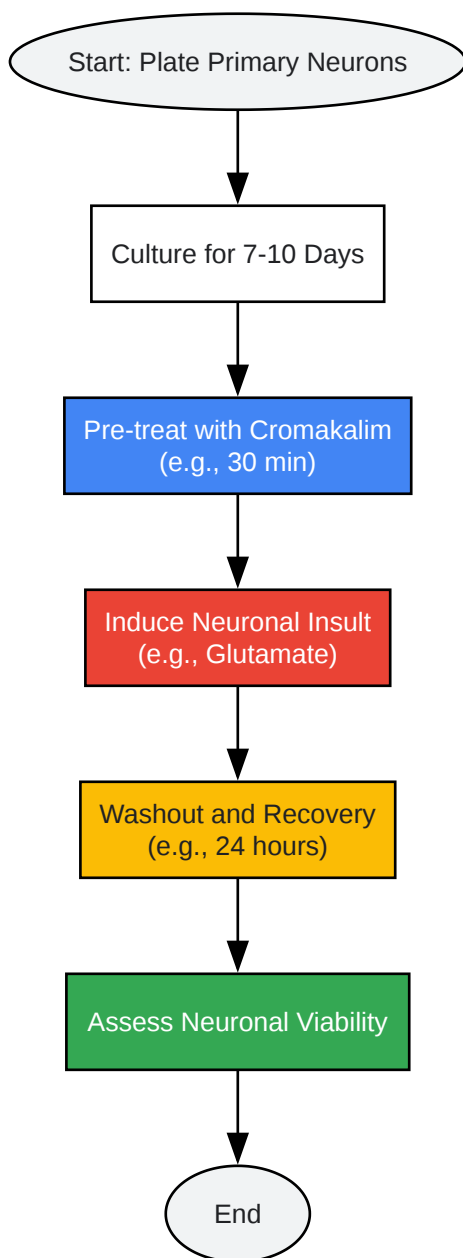 Start: Plate Primary Neurons
Culture for 7-10 Days
Pre-treat with Cromakalim
(e.g., 30 min)
Induce Neuronal Insult
(e.g., Glutamate)
Washout and Recovery
(e.g., 24 hours)
Assess Neuronal Viability
End